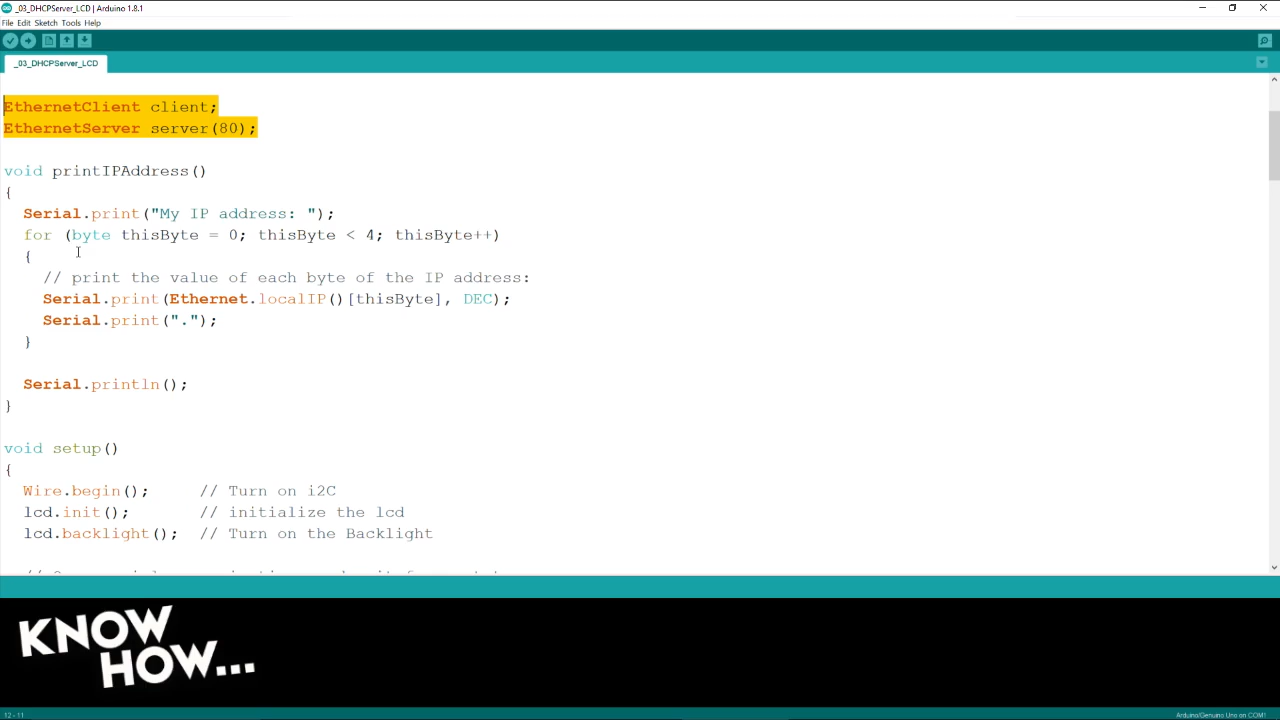 _03_DHCPServer_LCD | Arduino 1.8.1
File Edit Sketch Tools Help
_03_DHCPServer_LCD
EthernetClient client;
EthernetServer server(80);
void printIPAddress()
{
Serial.print("My IP address: ");
for (byte thisByte = 0; thisByte < 4; thisByte++)
{
// print the value of each byte of the IP address:
Serial.print(Ethernet.localIP()[thisByte], DEC);
Serial.print(".");
}
Serial.println();
}
void setup()
{
Wire.begin(); // Turn on i2C
lcd.init(); // initialize the lcd
lcd.backlight(); // Turn on the Backlight
KNOW
HOW...
12 - 11
Arduino/Genuino Uno on COM1